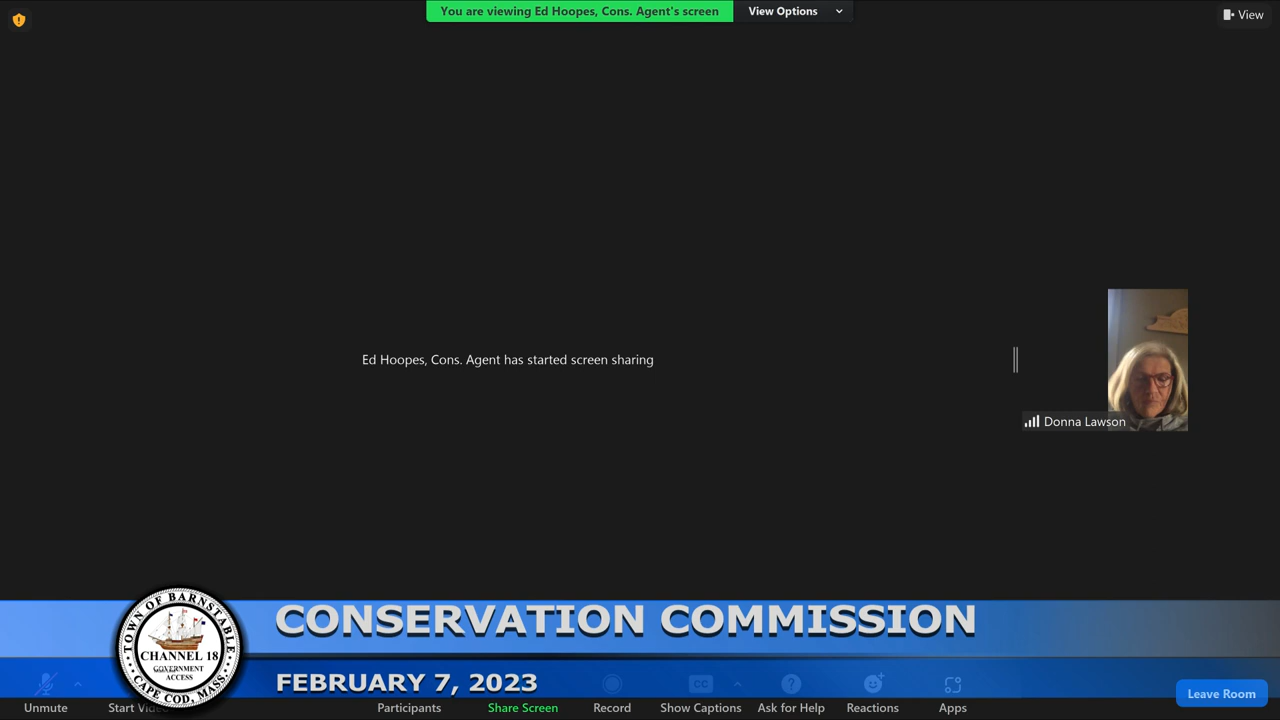 You are viewing Ed Hoopes, Cons. Agent's screen
View Options
View
Ed Hoopes, Cons. Agent has started screen sharing
Donna Lawson
CONSERVATION COMMISSION
TOWN OF BARNSTABLE
CHANNEL 18
GOVERNMENT
ACCESS
CAPE COD, MASS.
FEBRUARY 7, 2023
CC
Leave Room
Unmute
Participants
Share Screen
Record
Show Captions
Ask for Help
Reactions
Apps